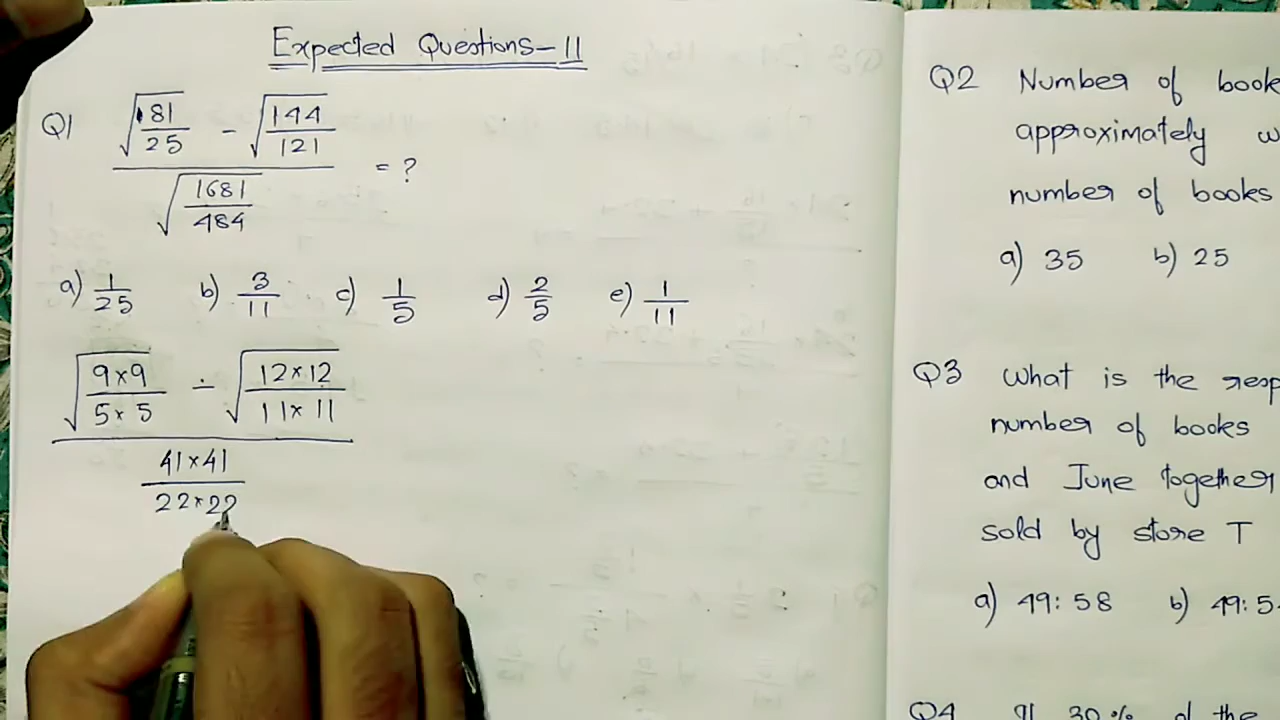 Expected Questions-11
Q1 √(81/25) - √(144/121) / √(1681/484) = ?
a) 1/25 b) 3/11 c) 1/5 d) 2/5 e) 1/11
√(9×9/5×5) ÷ √(12×12/11×11) / 41×41/22×22
Q2 Number of book
approximately w
number of books
a) 35 b) 25
Q3 What is the resp
number of books
and June together
sold by store T
a) 49:58 b) 49:5
Q4 If 30% of the